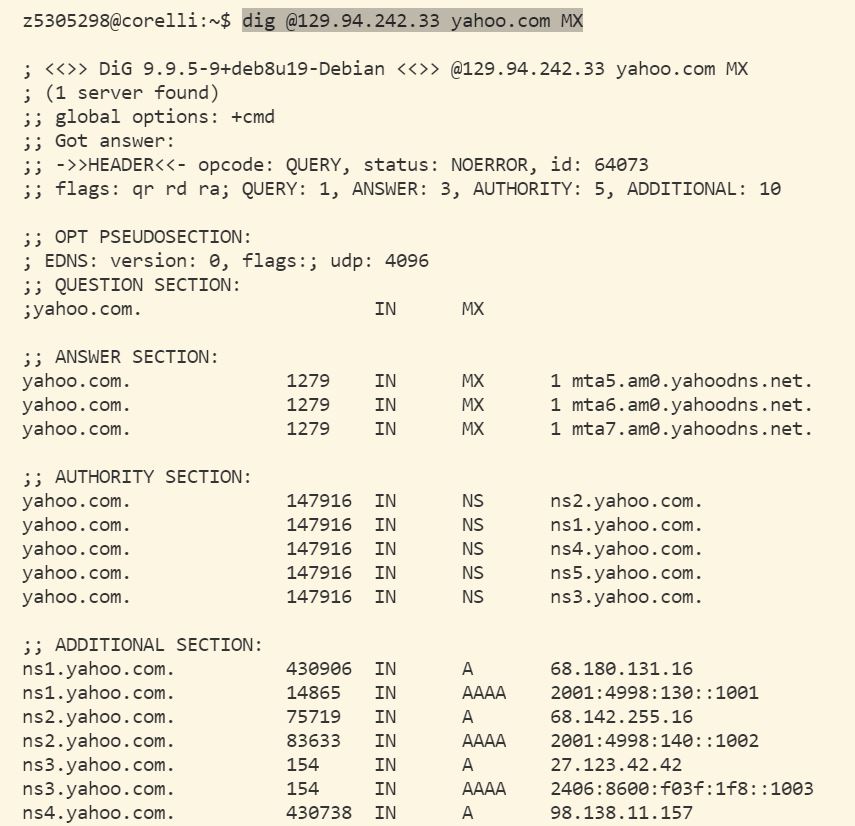 z5305298@corelli:~$ dig @129.94.242.33 yahoo.com MX
; <<>> DiG 9.9.5-9+deb8u19-Debian <<>> @129.94.242.33 yahoo.com MX
; (1 server found)
;; global options: +cmd
;; Got answer:
;; ->>HEADER<<- opcode: QUERY, status: NOERROR, id: 64073
;; flags: qr rd ra; QUERY: 1, ANSWER: 3, AUTHORITY: 5, ADDITIONAL: 10
;; OPT PSEUDOSECTION:
; EDNS: version: 0, flags:; udp: 4096
;; QUESTION SECTION:
;yahoo.com. IN MX
;; ANSWER SECTION:
yahoo.com. 1279 IN MX 1 mta5.am0.yahoodns.net.
yahoo.com. 1279 IN MX 1 mta6.am0.yahoodns.net.
yahoo.com. 1279 IN MX 1 mta7.am0.yahoodns.net.
;; AUTHORITY SECTION:
yahoo.com. 147916 IN NS ns2.yahoo.com.
yahoo.com. 147916 IN NS ns1.yahoo.com.
yahoo.com. 147916 IN NS ns4.yahoo.com.
yahoo.com. 147916 IN NS ns5.yahoo.com.
yahoo.com. 147916 IN NS ns3.yahoo.com.
;; ADDITIONAL SECTION:
ns1.yahoo.com. 430906 IN A 68.180.131.16
ns1.yahoo.com. 14865 IN AAAA 2001:4998:130::1001
ns2.yahoo.com. 75719 IN A 68.142.255.16
ns2.yahoo.com. 83633 IN AAAA 2001:4998:140::1002
ns3.yahoo.com. 154 IN A 27.123.42.42
ns3.yahoo.com. 154 IN AAAA 2406:8600:f03f:1f8::1003
ns4.yahoo.com. 430738 IN A 98.138.11.157